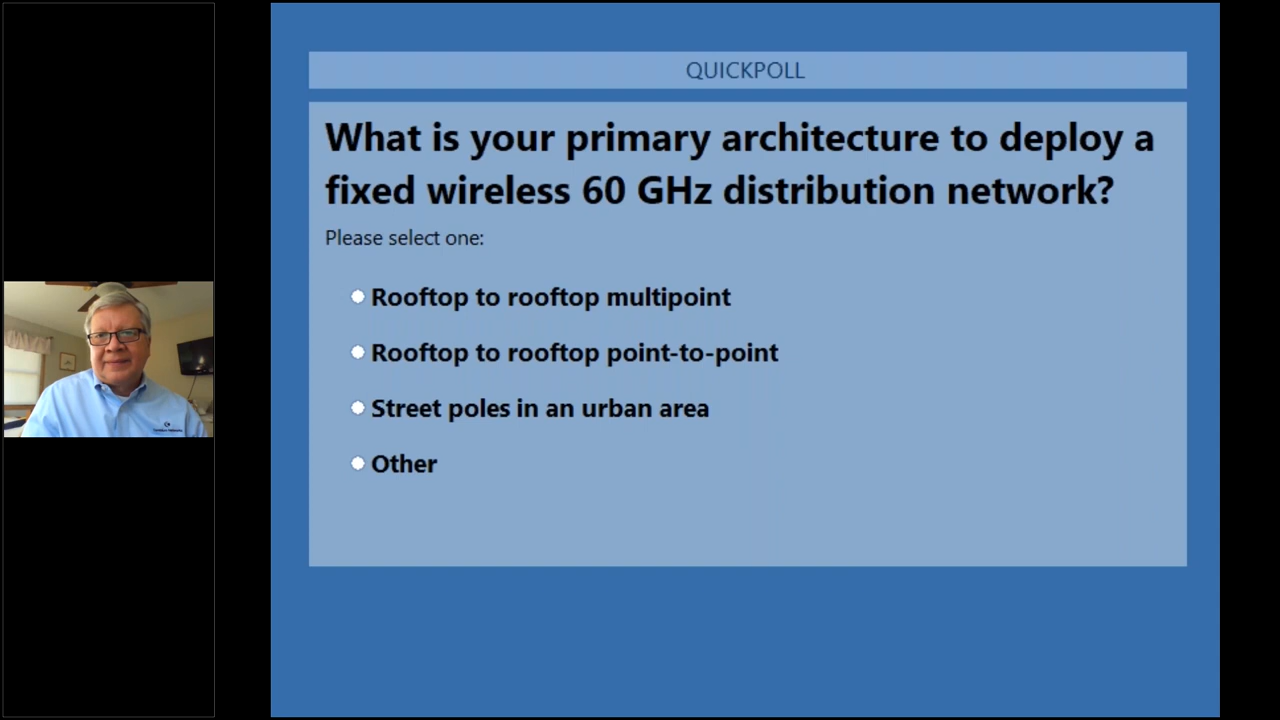 QUICKPOLL
What is your primary architecture to deploy a
fixed wireless 60 GHz distribution network?
Please select one:
Rooftop to rooftop multipoint
Rooftop to rooftop point-to-point
Street poles in an urban area
Other